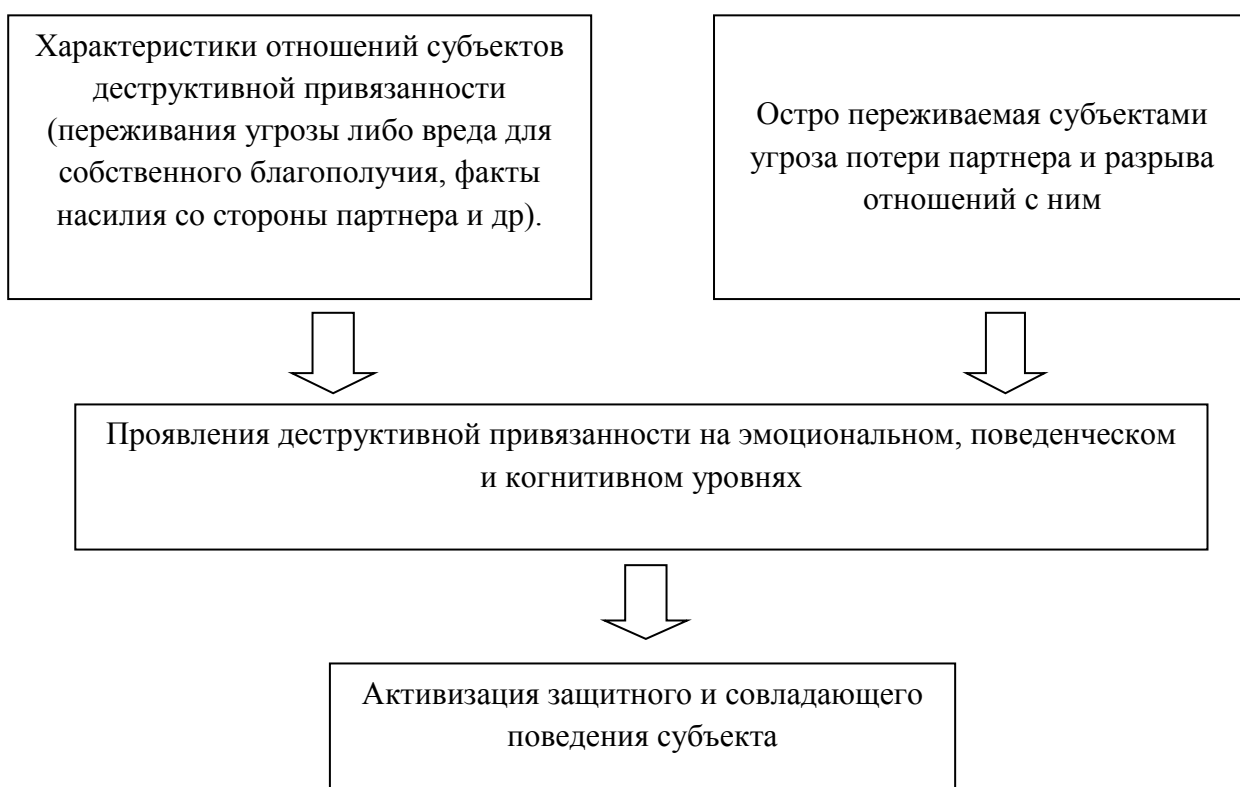 Характеристики отношений субъектов
деструктивной привязанности
(переживания угрозы либо вреда для
собственного благополучия, факты
насилия со стороны партнера и др).
Остро переживаемая субъектами
угроза потери партнера и разрыва
отношений с ним
Проявления деструктивной привязанности на эмоциональном, поведенческом
и когнитивном уровнях
Активизация защитного и совладающего
поведения субъекта